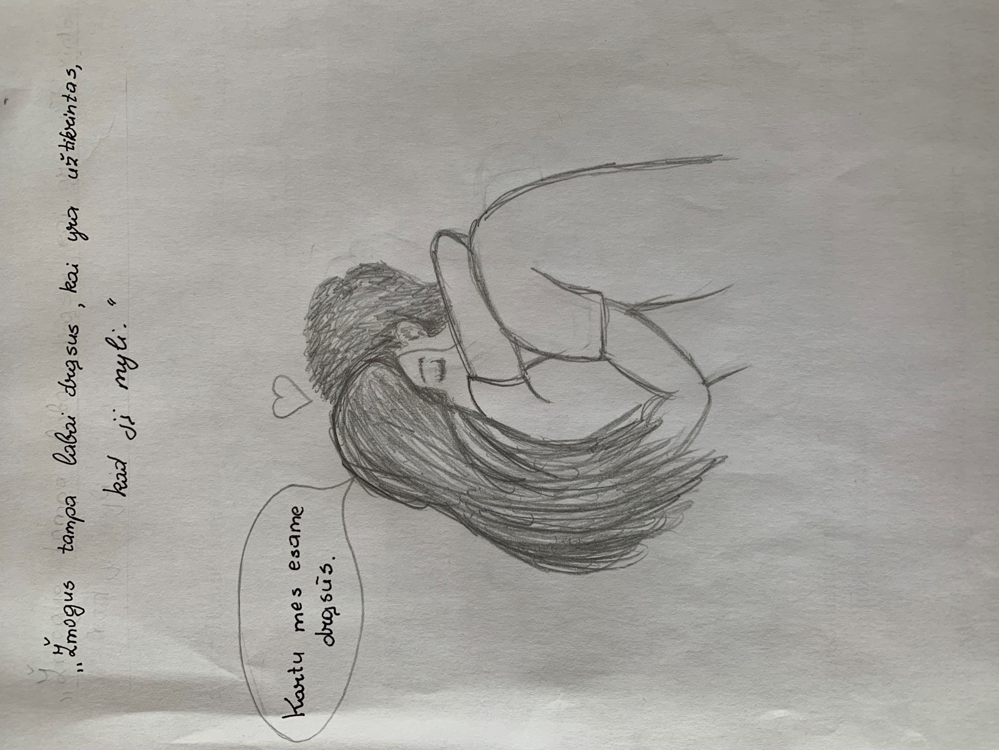 „Žmogus tampa labai drąsus, kai yra užtikrintas,
kad jį myli.“
Kartu mes esame
drąsūs.